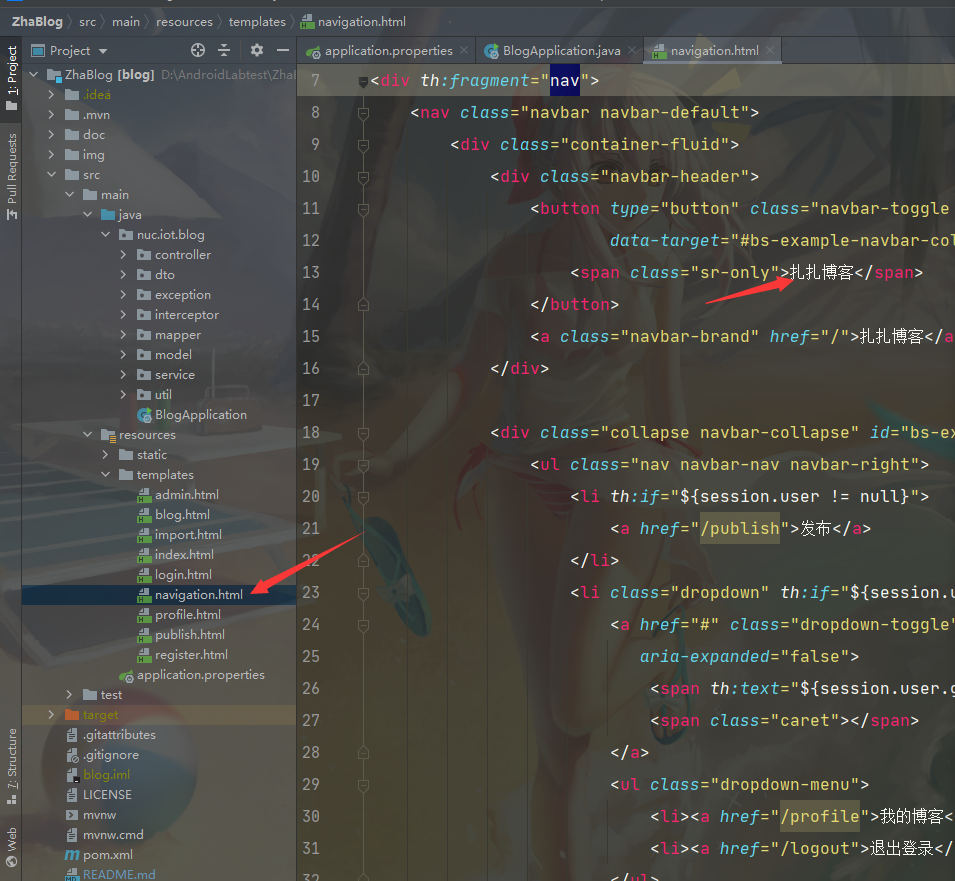 ZhaBlog src main resources templates navigation.html
Project
application.properties
BlogApplication.java
navigation.html
1: Project
Pull Requests
7: Structure
Web
ZhaBlog [blog] D:\AndroidLabtest\Zhal
.idea
.mvn
doc
img
src
main
java
nuc.iot.blog
controller
dto
exception
interceptor
mapper
model
service
util
BlogApplication
resources
static
templates
admin.html
blog.html
import.html
index.html
login.html
navigation.html
profile.html
publish.html
register.html
application.properties
test
target
.gitattributes
.gitignore
blog.iml
LICENSE
mvnw
mvnw.cmd
pom.xml
README.md
7 <div th:fragment="nav">
8 <nav class="navbar navbar-default">
9 <div class="container-fluid">
10 <div class="navbar-header">
11 <button type="button" class="navbar-toggle
12 data-target="#bs-example-navbar-col
13 <span class="sr-only">扎扎博客</span>
14 </button>
15 <a class="navbar-brand" href="/">扎扎博客</a
16 </div>
17
18 <div class="collapse navbar-collapse" id="bs-ex
19 <ul class="nav navbar-nav navbar-right">
20 <li th:if="${session.user != null}">
21 <a href="/publish">发布</a>
22 </li>
23 <li class="dropdown" th:if="${session.u
24 <a href="#" class="dropdown-toggle"
25 aria-expanded="false">
26 <span th:text="${session.user.g
27 <span class="caret"></span>
28 </a>
29 <ul class="dropdown-menu">
30 <li><a href="/profile">我的博客<
31 <li><a href="/logout">退出登录</
32 </ul>